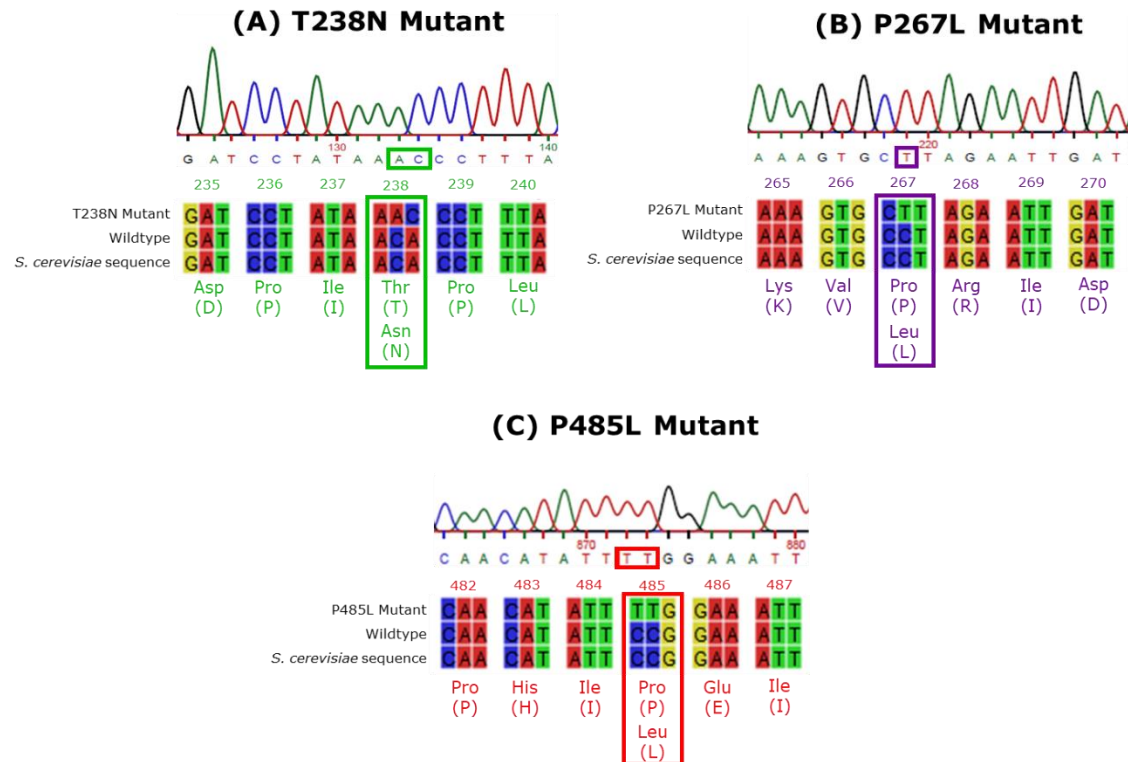 (A) T238N Mutant
130 140
G A T C C T A T A A A C C C T T T A
235 236 237 238 239 240
T238N Mutant GAT CCT ATA AAC CCT TTA
Wildtype GAT CCT ATA ACA CCT TTA
S. cerevisiae sequence GAT CCT ATA ACA CCT TTA
Asp Pro Ile Thr Pro Leu
(D) (P) (I) (T) (P) (L)
Asn
(N)
(B) P267L Mutant
220
A A A G T G C T T A G A A T T G A T
265 266 267 268 269 270
P267L Mutant AAA GTG CTT AGA ATT GAT
Wildtype AAA GTG CCT AGA ATT GAT
S. cerevisiae sequence AAA GTG CCT AGA ATT GAT
Lys Val Pro Arg Ile Asp
(K) (V) (P) (R) (I) (D)
Leu
(L)
(C) P485L Mutant
870 880
C A A C A T A T T T T G G A A A T T
482 483 484 485 486 487
P485L Mutant CAA CAT ATT TTG GAA ATT
Wildtype CAA CAT ATT CCG GAA ATT
S. cerevisiae sequence CAA CAT ATT CCG GAA ATT
Pro His Ile Pro Glu Ile
(P) (H) (I) (P) (E) (I)
Leu
(L)